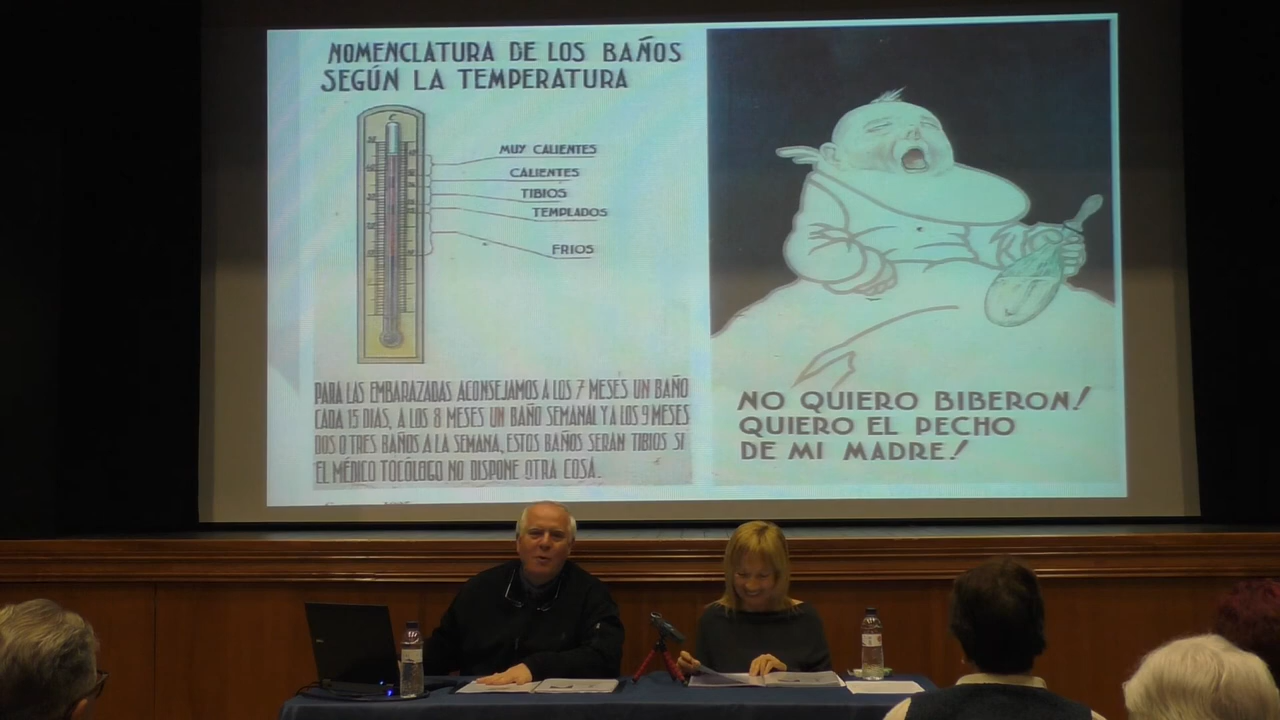 NOMENCLATURA DE LOS BAÑOS
SEGÚN LA TEMPERATURA
MUY CALIENTES
CALIENTES
TIBIOS
TEMPLADOS
FRIOS
PARA LAS EMBARAZADAS ACONSEJAMOS A LOS 7 MESES UN BAÑO
CADA 15 DIAS, A LOS 8 MESES UN BAÑO SEMANAL Y A LOS 9 MESES
DOS O TRES BAÑOS A LA SEMANA, ESTOS BAÑOS SERAN TIBIOS SI
EL MÉDICO TOCÓLOGO NO DISPONE OTRA COSA.
NO QUIERO BIBERON!
QUIERO EL PECHO
DE MI MADRE!